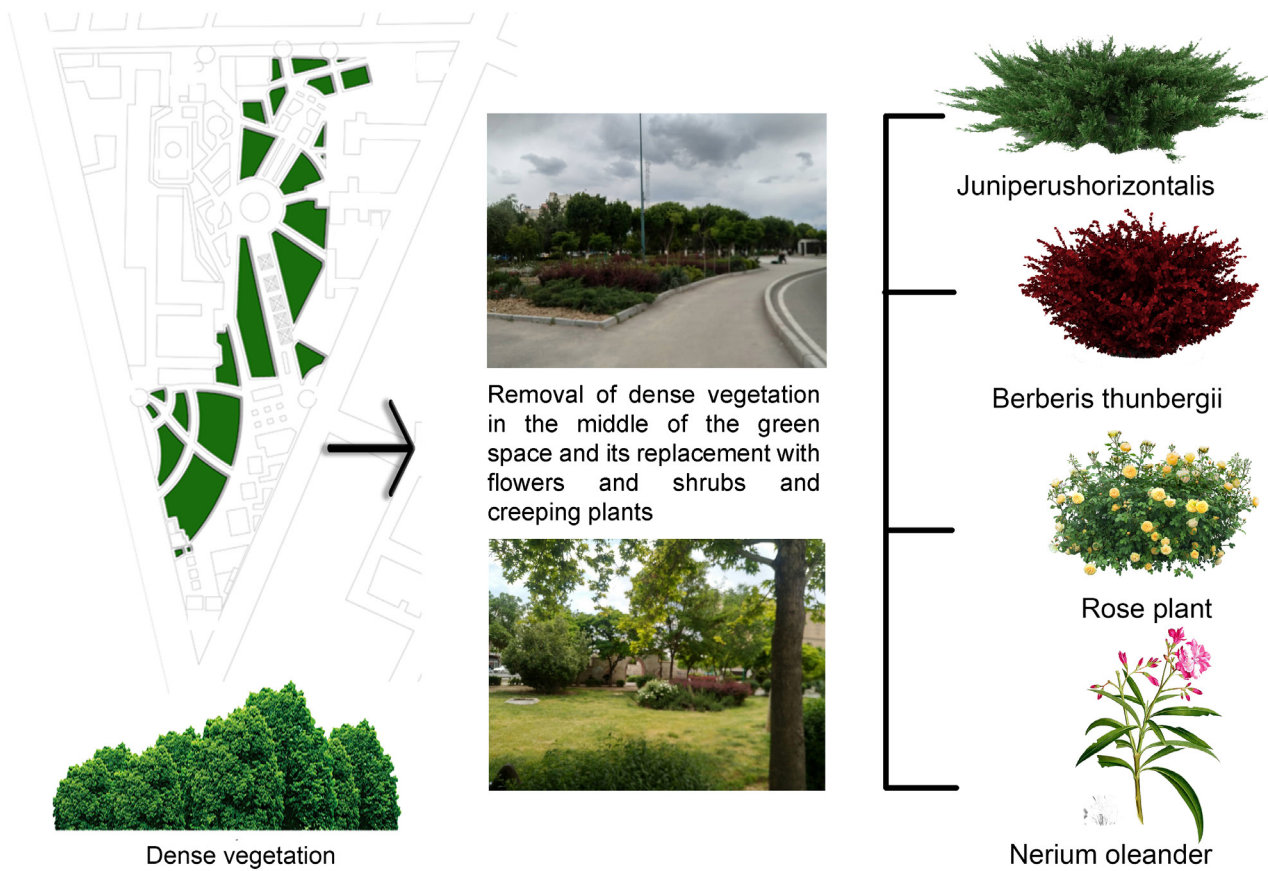 Dense vegetation
Removal of dense vegetation
in the middle of the green
space and its replacement with
flowers and shrubs and
creeping plants
Juniperushorizontalis
Berberis thunbergii
Rose plant
Nerium oleander